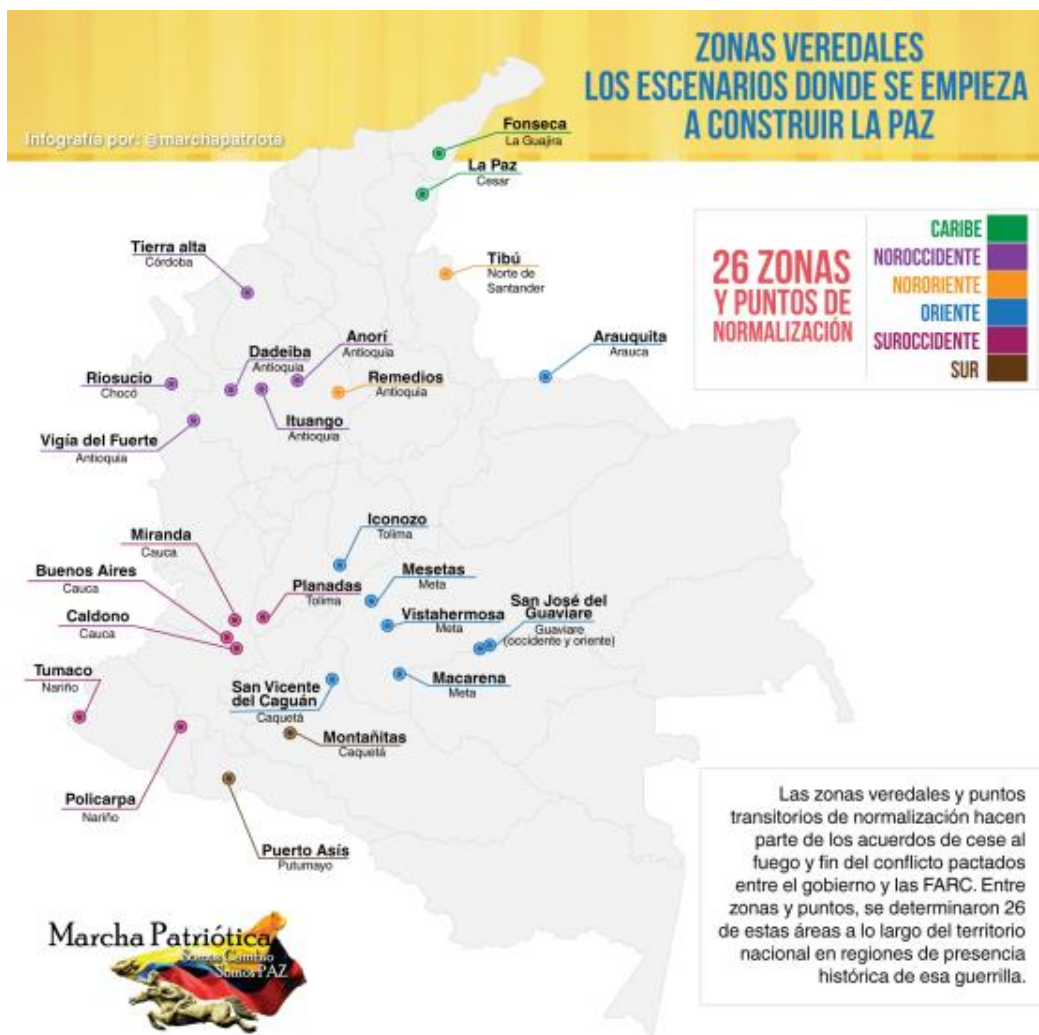 ZONAS VEREDALES
LOS ESCENARIOS DONDE SE EMPIEZA
A CONSTRUIR LA PAZ
Infografía por: @marchapatriota
Fonseca
La Guajira
La Paz
Cesar
Tierra alta
Córdoba
Tibú
Norte de
Santander
26 ZONAS
Y PUNTOS DE
NORMALIZACIÓN
CARIBE
NOROCCIDENTE
NORORIENTE
ORIENTE
SUROCCIDENTE
SUR
Anorí
Antioquia
Dadeiba
Antioquia
Arauquita
Arauca
Riosucio
Chocó
Remedios
Antioquia
Ituango
Antioquia
Vigía del Fuerte
Antioquia
Iconozo
Tolima
Miranda
Cauca
Buenos Aires
Cauca
Planadas
Tolima
Mesetas
Meta
Caldono
Cauca
Vistahermosa
Meta
San José del
Guaviare
Guaviare
(occidente y oriente)
Tumaco
Nariño
San Vicente
del Caguán
Caquetá
Macarena
Meta
Montañitas
Caquetá
Policarpa
Nariño
Puerto Asís
Putumayo
Las zonas veredales y puntos
transitorios de normalización hacen
parte de los acuerdos de cese al
fuego y fin del conflicto pactados
entre el gobierno y las FARC. Entre
zonas y puntos, se determinaron 26
de estas áreas a lo largo del territorio
nacional en regiones de presencia
histórica de esa guerrilla.
Marcha Patriótica
Somos Cambio
Somos PAZ